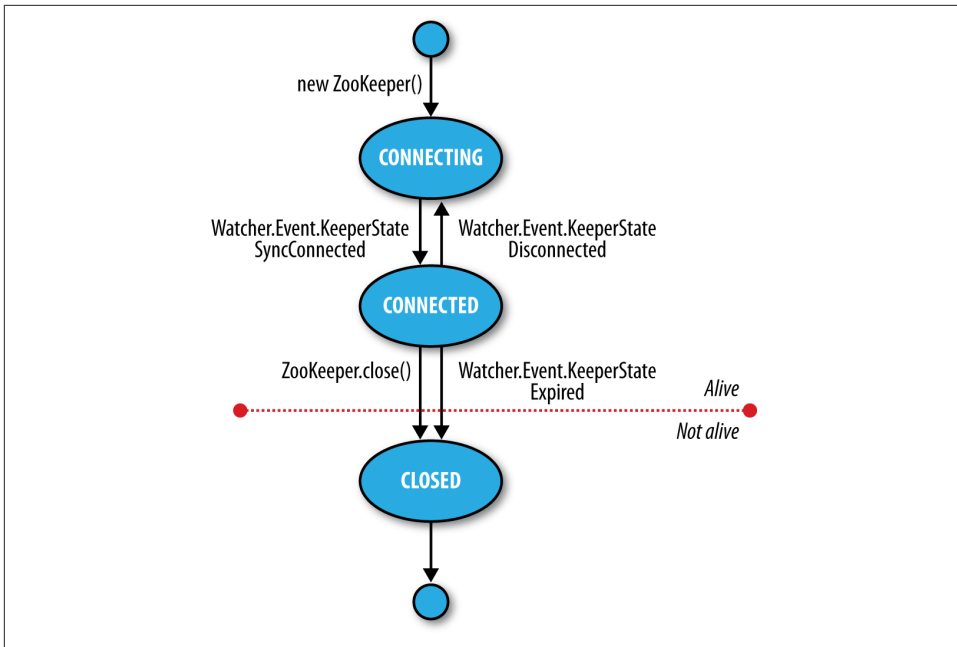 new ZooKeeper()
CONNECTING
Watcher.Event.KeeperState
SyncConnected
Watcher.Event.KeeperState
Disconnected
CONNECTED
ZooKeeper.close()
Watcher.Event.KeeperState
Expired
Alive
Not alive
CLOSED